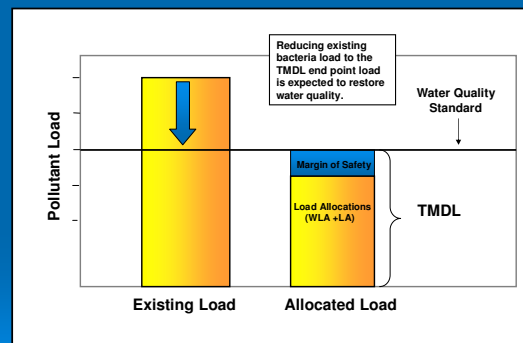 Reducing existing
bacteria load to the
TMDL end point load
is expected to restore
water quality.
Water Quality
Standard
Pollutant Load
Margin of Safety
Load Allocations
(WLA +LA)
TMDL
Existing Load
Allocated Load